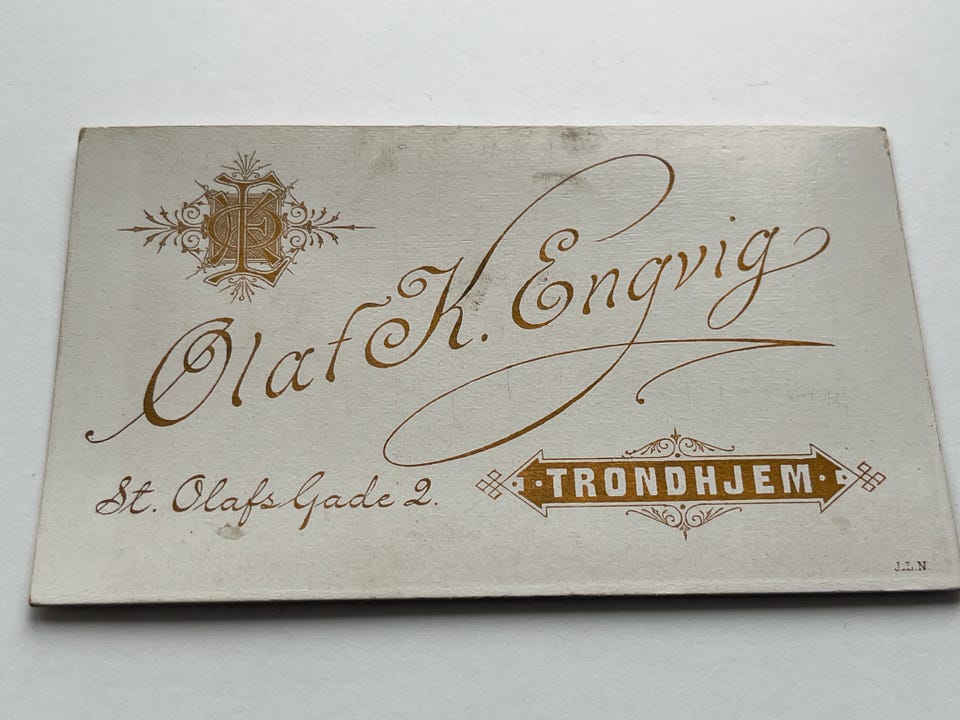 Olaf K. Engvig
St. Olafs Gade 2.
· TRONDHJEM ·
J.L.N.